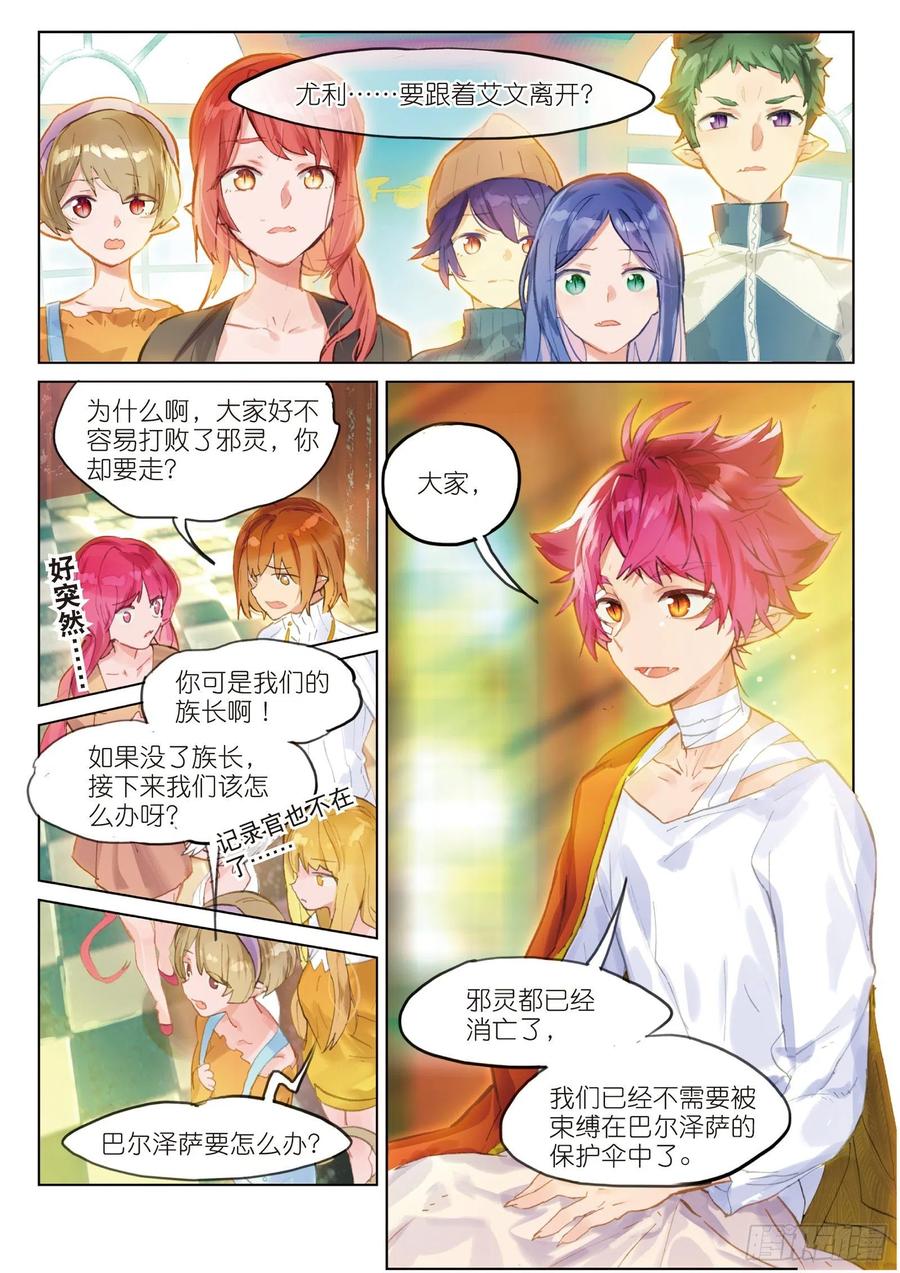 尤利……要跟着艾文离开？
为什么啊，大家好不
容易打败了邪灵，你
却要走？
好突然……
你可是我们的
族长啊！
如果没了族长，
接下来我们该怎
么办呀？
记录官也不在
了……
巴尔泽萨要怎么办？
大家，
邪灵都已经
消亡了，
我们已经不需要被
束缚在巴尔泽萨的
保护伞中了。
腾讯动漫